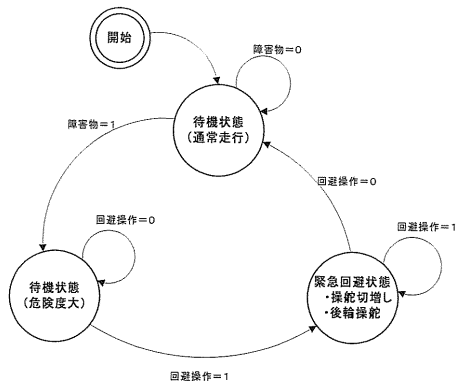 開始
障害物＝0
待機状態
（通常走行）
障害物＝1
回避操作＝0
回避操作＝0
回避操作＝1
待機状態
（危険度大）
緊急回避状態
・操舵切増し
・後輪操舵
回避操作＝1